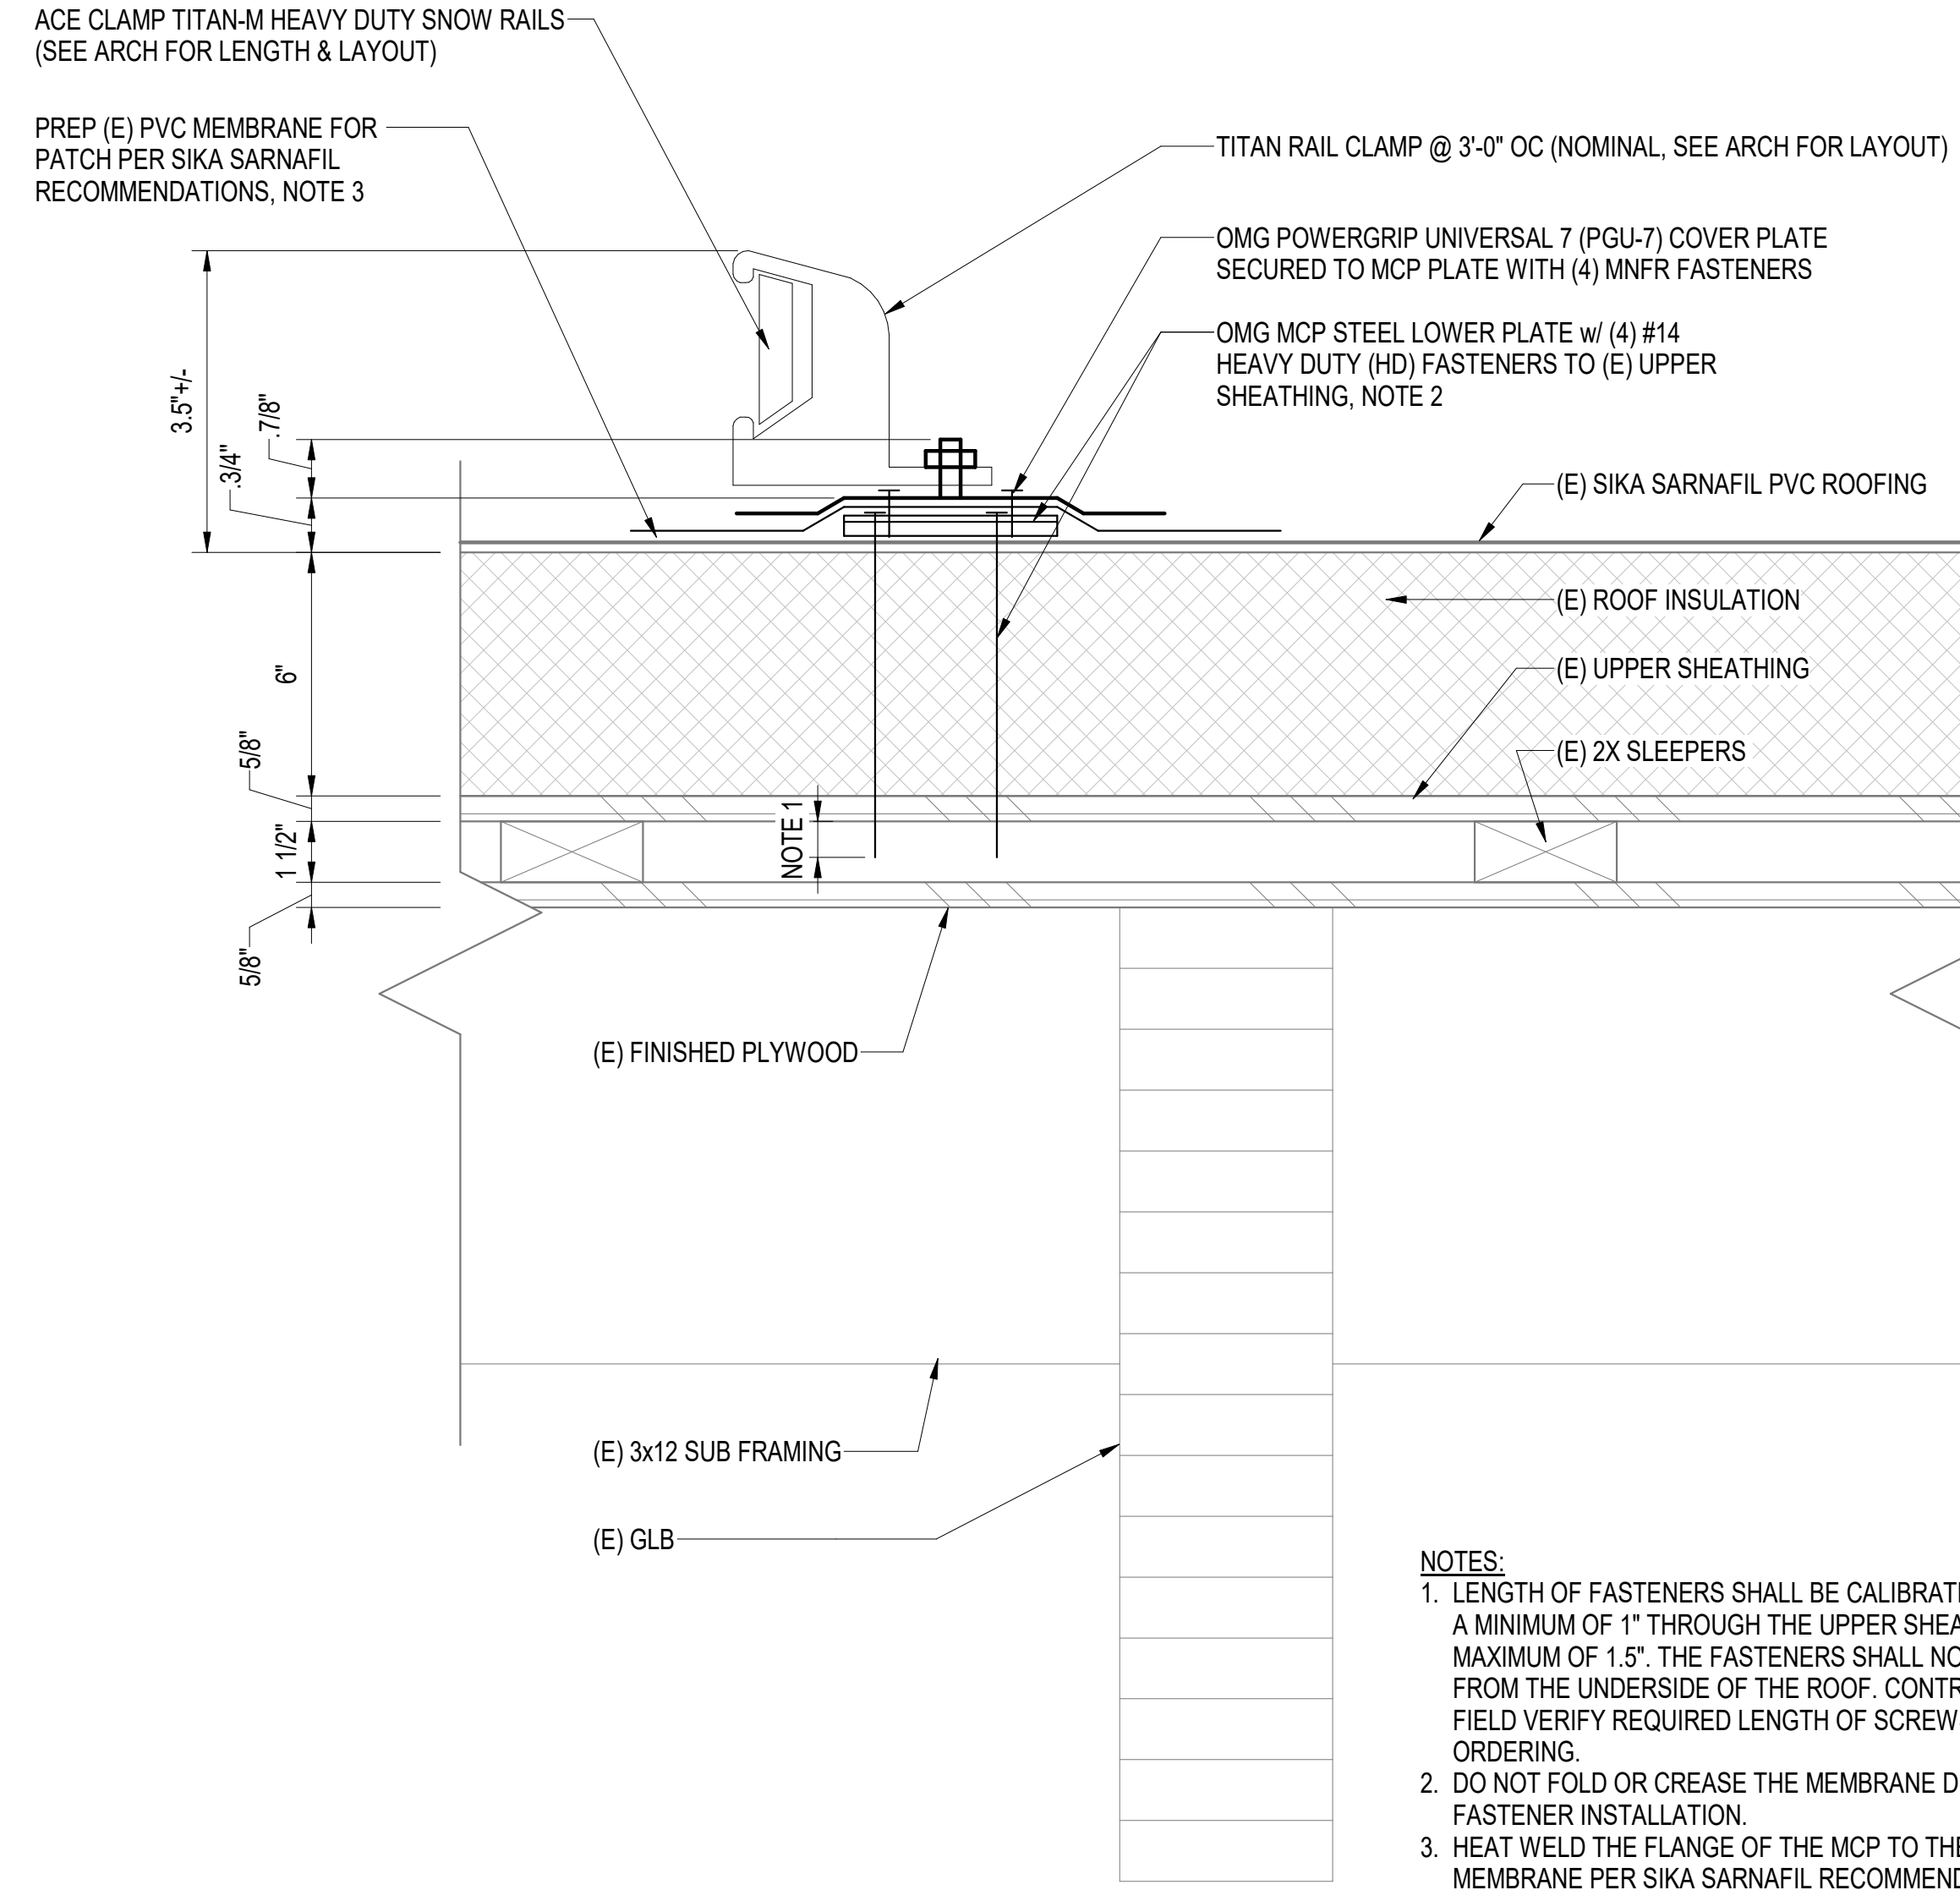 ACE CLAMP TITAN-M HEAVY DUTY SNOW RAILS
(SEE ARCH FOR LENGTH & LAYOUT)
PREP (E) PVC MEMBRANE FOR
PATCH PER SIKA SARNAFIL
RECOMMENDATIONS, NOTE 3
TITAN RAIL CLAMP @ 3'-0" OC (NOMINAL, SEE ARCH FOR LAYOUT)
OMG POWERGRIP UNIVERSAL 7 (PGU-7) COVER PLATE
SECURED TO MCP PLATE WITH (4) MNFR FASTENERS
OMG MCP STEEL LOWER PLATE w/ (4) #14
HEAVY DUTY (HD) FASTENERS TO (E) UPPER
SHEATHING, NOTE 2
3.5"+/-
.7/8"
.3/4"
(E) SIKA SARNAFIL PVC ROOFING
(E) ROOF INSULATION
6"
(E) UPPER SHEATHING
5/8"
(E) 2X SLEEPERS
NOTE 1
1 1/2"
5/8"
(E) FINISHED PLYWOOD
(E) 3x12 SUB FRAMING
(E) GLB
NOTES:
1. LENGTH OF FASTENERS SHALL BE
A MINIMUM OF 1" THROUGH THE UPPER
MAXIMUM OF 1.5". THE FASTENERS SHALL
FROM THE UNDERSIDE OF THE ROOF.
FIELD VERIFY REQUIRED LENGTH OF SCREW
ORDERING.
2. DO NOT FOLD OR CREASE THE MEMBRANE
FASTENER INSTALLATION.
3. HEAT WELD THE FLANGE OF THE MCP TO THE
MEMBRANE PER SIKA SARNAFIL